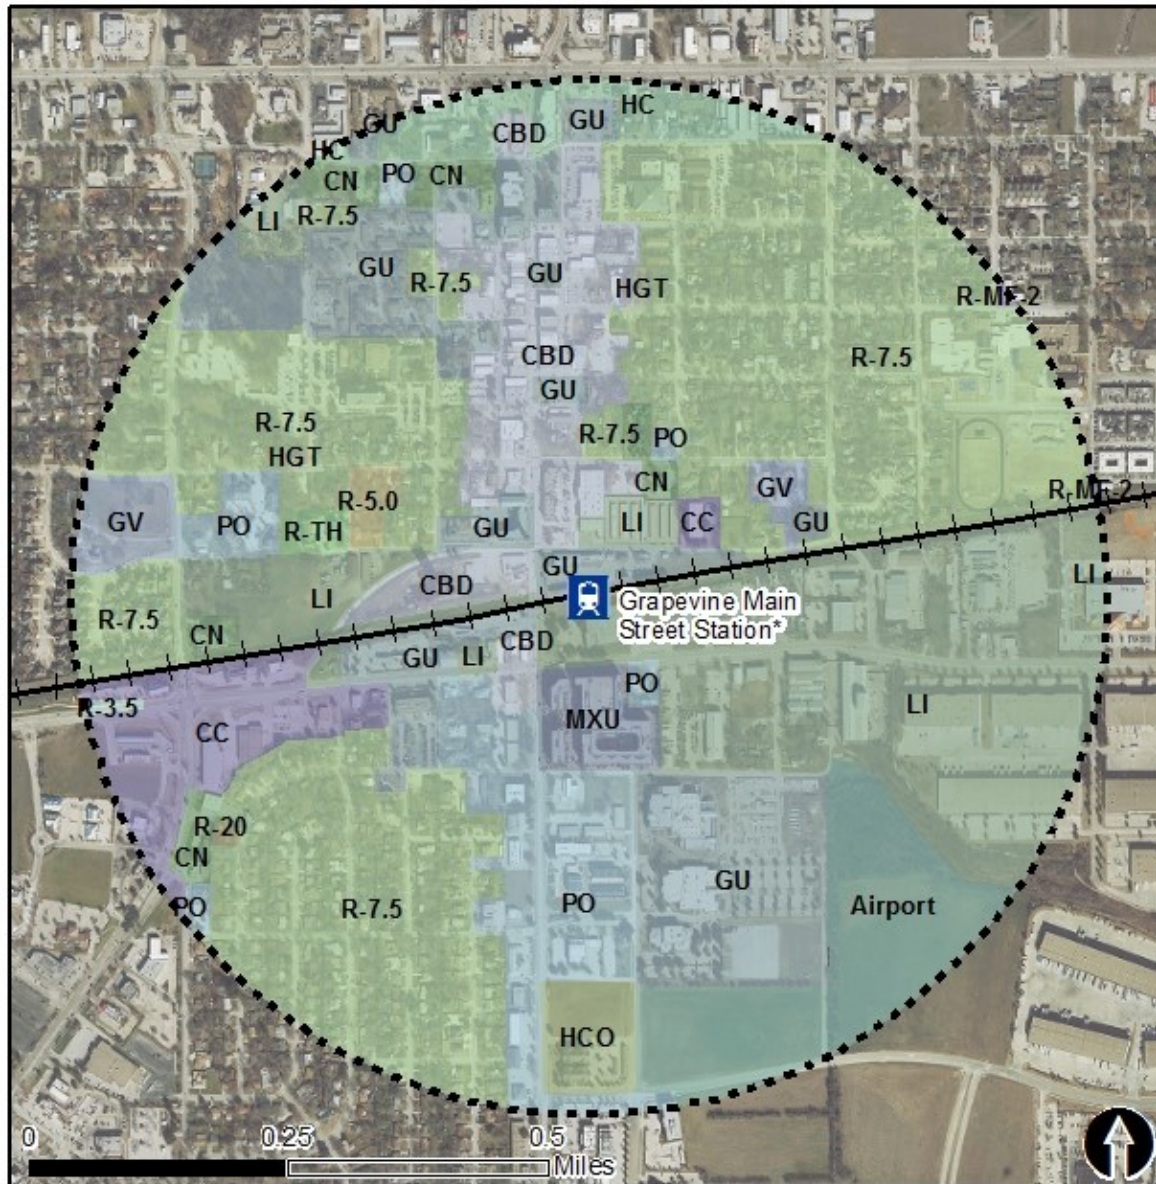 HC
GU
GU
CBD
HC
PO
CN
CN
LI
R-7.5
GU
R-7.5
GU
HGT
R-MF-2
CBD
R-7.5
GU
R-7.5
R-7.5
PO
HGT
CN
GV
R-5.0
R-MF-2
GV
PO
R-TH
GU
LI
CC
GU
GU
CBD
LI
LI
Grapevine Main
Street Station*
R-7.5
CN
CBD
GU
LI
PO
R-3.5
LI
MXU
CC
R-20
CN
GU
PO
R-7.5
PO
Airport
HCO
0
0.25
0.5
Miles